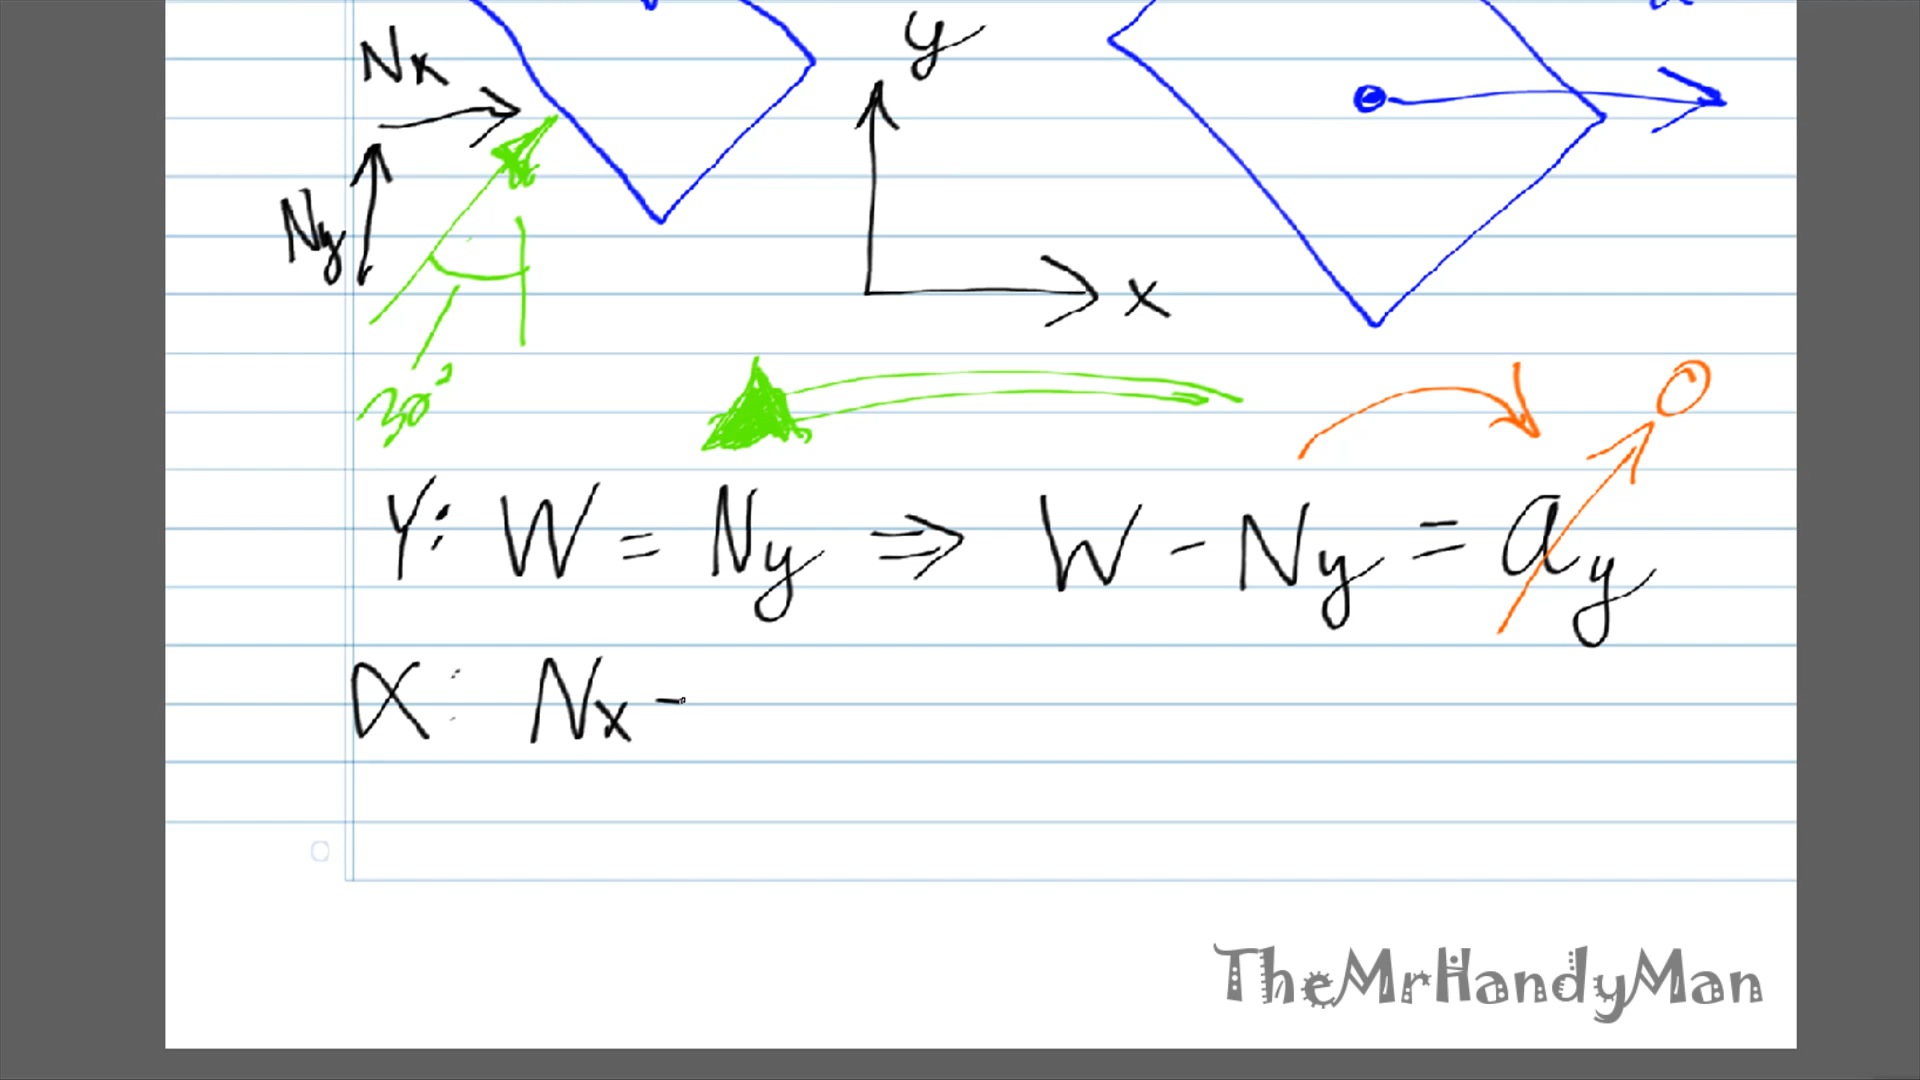 y
Nx
Ny
x
30°
O
Y: W = Ny ⇒ W - Ny = ay
X: Nx -
TheMrHandyMan